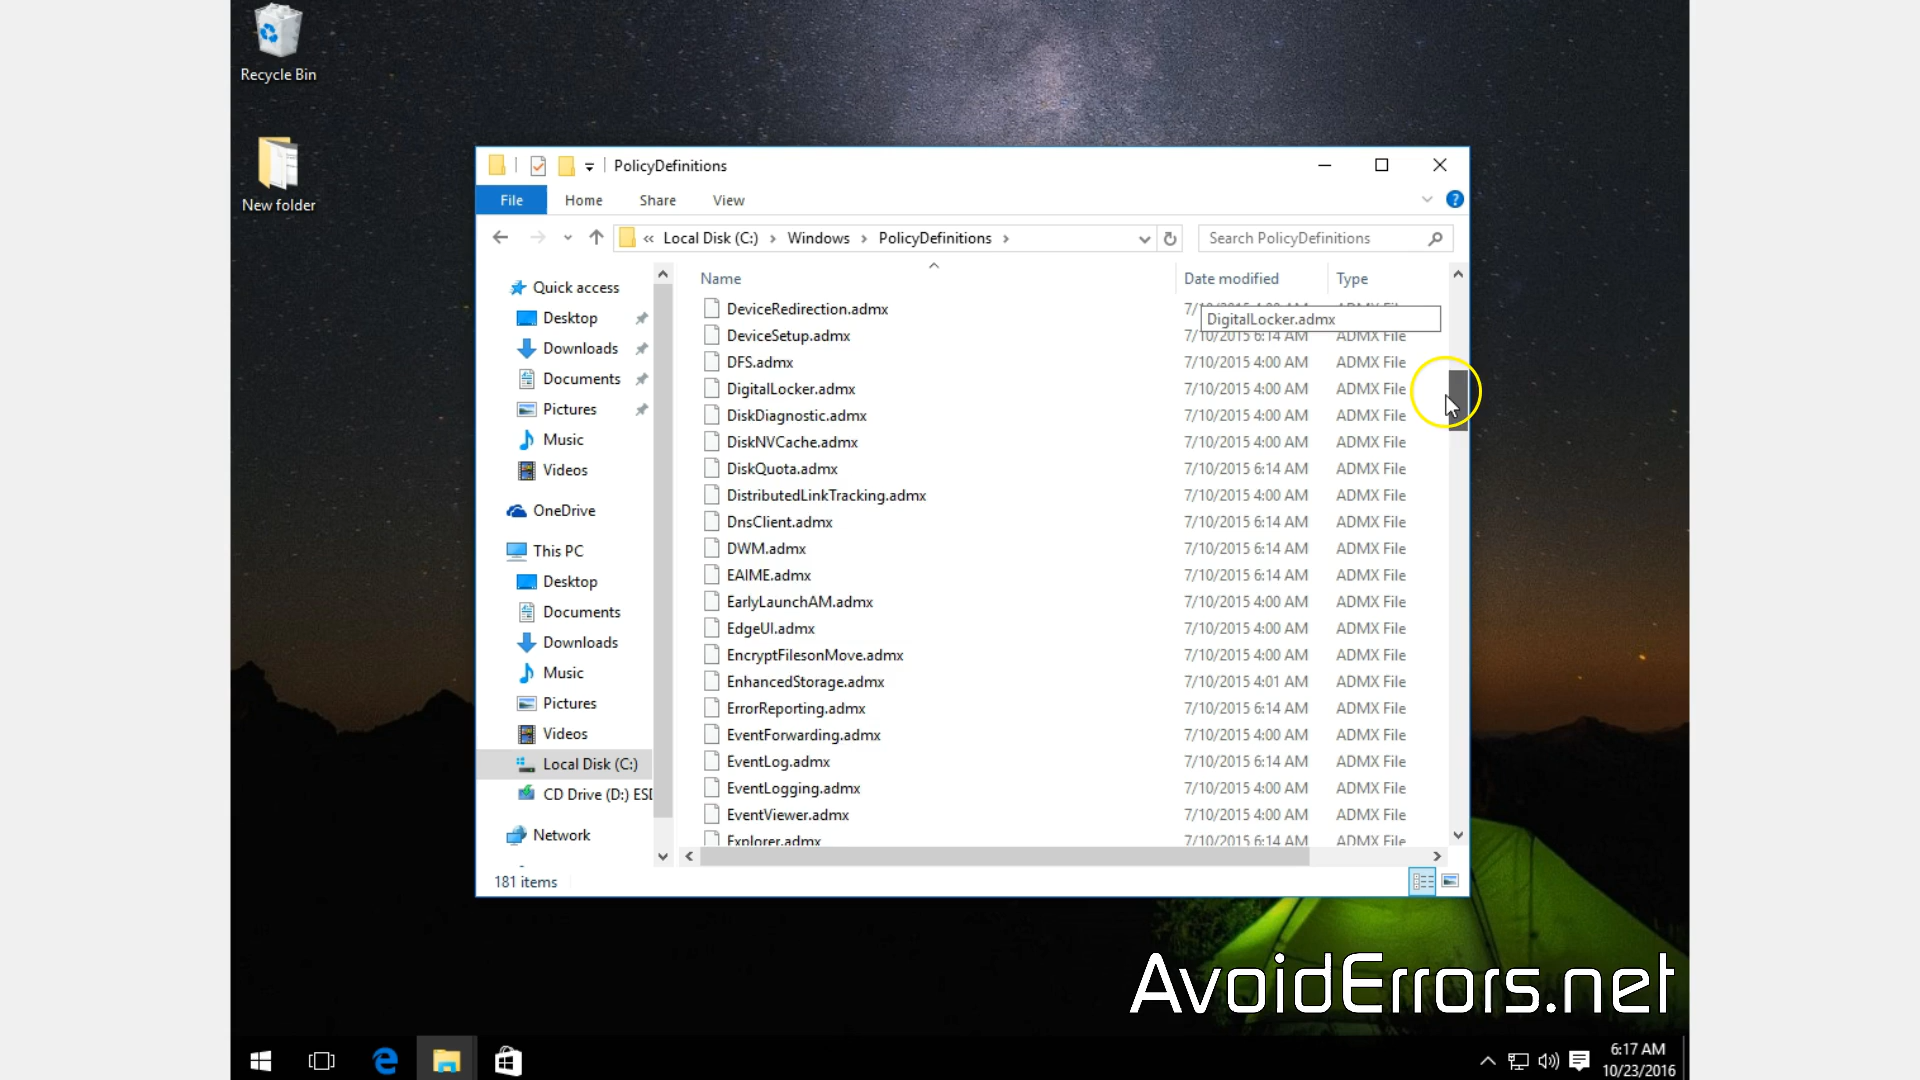 Recycle Bin
New folder
PolicyDefinitions
File Home Share View
« Local Disk (C:) > Windows > PolicyDefinitions >
Search PolicyDefinitions
Quick access
Desktop
Downloads
Documents
Pictures
Music
Videos
OneDrive
This PC
Desktop
Documents
Downloads
Music
Pictures
Videos
Local Disk (C:)
CD Drive (D:) ESD
Network
Name Date modified Type
DeviceRedirection.admx
DigitalLocker.admx
DeviceSetup.admx 7/10/2015 6:14 AM ADMX File
DFS.admx 7/10/2015 4:00 AM ADMX File
DigitalLocker.admx 7/10/2015 4:00 AM ADMX File
DiskDiagnostic.admx 7/10/2015 4:00 AM ADMX File
DiskNVCache.admx 7/10/2015 4:00 AM ADMX File
DiskQuota.admx 7/10/2015 6:14 AM ADMX File
DistributedLinkTracking.admx 7/10/2015 4:00 AM ADMX File
DnsClient.admx 7/10/2015 6:14 AM ADMX File
DWM.admx 7/10/2015 6:14 AM ADMX File
EAIME.admx 7/10/2015 6:14 AM ADMX File
EarlyLaunchAM.admx 7/10/2015 4:00 AM ADMX File
EdgeUI.admx 7/10/2015 4:00 AM ADMX File
EncryptFilesonMove.admx 7/10/2015 4:00 AM ADMX File
EnhancedStorage.admx 7/10/2015 4:01 AM ADMX File
ErrorReporting.admx 7/10/2015 6:14 AM ADMX File
EventForwarding.admx 7/10/2015 4:00 AM ADMX File
EventLog.admx 7/10/2015 6:14 AM ADMX File
EventLogging.admx 7/10/2015 4:00 AM ADMX File
EventViewer.admx 7/10/2015 4:00 AM ADMX File
Explorer.admx 7/10/2015 6:14 AM ADMX File
181 items
AvoidErrors.net
6:17 AM
10/23/2016